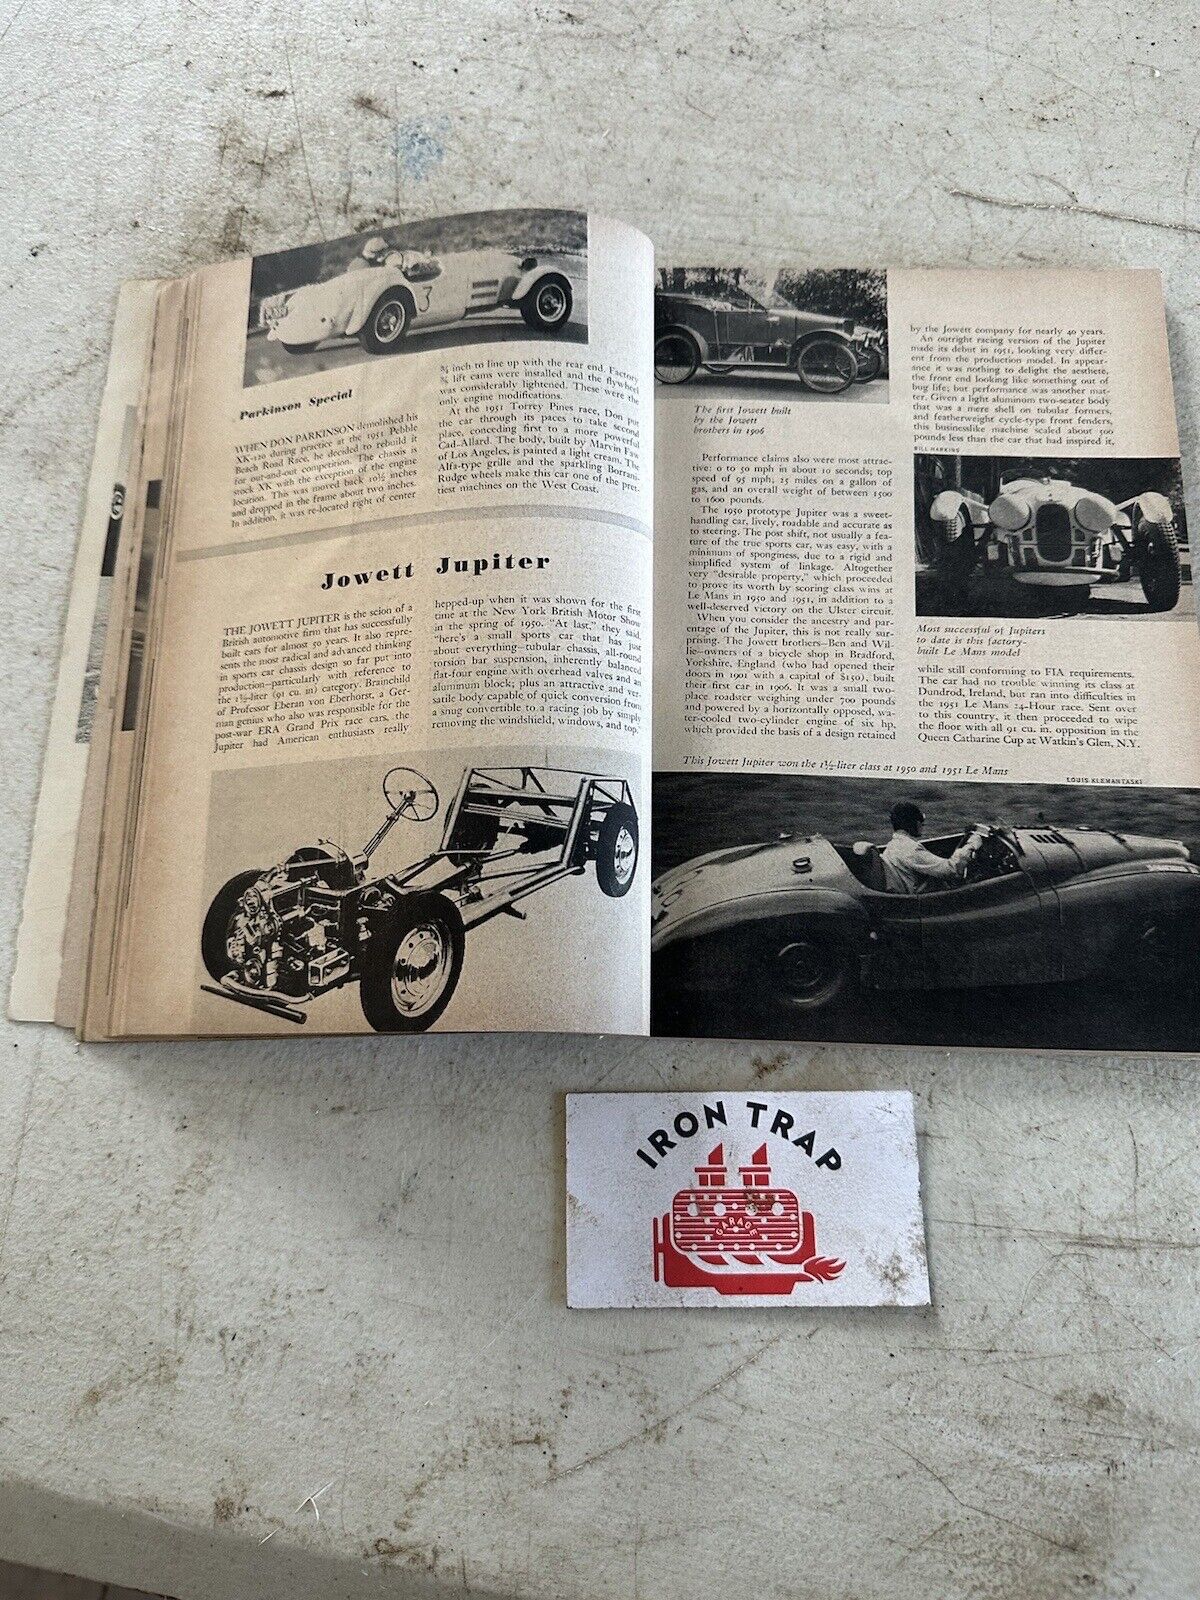 3
Parkinson Special
WHEN DON PARKINSON demolished his
XK-120 during practice at the 1951 Pebble
Beach Road Race, he decided to rebuild it
for out-and-out competition. The chassis is
stock XK with the exception of the engine
location. This was moved back 10½ inches
and dropped in the frame about two inches.
In addition, it was re-located right of center
¾ inch to line up with the rear end. Factory
⅜ lift cams were installed and the flywheel
was considerably lightened. These were the
only engine modifications.
At the 1951 Torrey Pines race, Don put
the car through its paces to take second
place, conceding first to a more powerful
Cad-Allard. The body, built by Marvin Faw
of Los Angeles, is painted a light cream. The
Alfa-type grille and the sparkling Borrani-
Rudge wheels make this car one of the pret-
tiest machines on the West Coast.
Jowett Jupiter
THE JOWETT JUPITER is the scion of a
British automotive firm that has successfully
built cars for almost 50 years. It also repre-
sents the most radical and advanced thinking
in sports car chassis design so far put into
production—particularly with reference to
the 1½-liter (91 cu. in) category. Brainchild
of Professor Eberan von Eberhorst, a Ger-
man genius who also was responsible for the
post-war ERA Grand Prix race cars, the
Jupiter had American enthusiasts really
hepped-up when it was shown for the first
time at the New York British Motor Show
in the spring of 1950. "At last," they said,
"here's a small sports car that has just
about everything—tubular chassis, all-round
torsion bar suspension, inherently balanced
flat-four engine with overhead valves and an
aluminum block; plus an attractive and ver-
satile body capable of quick conversion from
a snug convertible to a racing job by simply
removing the windshield, windows, and top."
The first Jowett built
by the Jowett
brothers in 1906
Performance claims also were most attrac-
tive: 0 to 50 mph in about 10 seconds; top
speed of 95 mph, 25 miles on a gallon of
gas, and an overall weight of between 1500
to 1600 pounds.
The 1950 prototype Jupiter was a sweet-
handling car, lively, roadable and accurate as
to steering. The post shift, not usually a fea-
ture of the true sports car, was easy, with a
minimum of sponginess, due to a rigid and
simplified system of linkage. Altogether
very "desirable property," which proceeded
to prove its worth by scoring class wins at
Le Mans in 1950 and 1951, in addition to a
well-deserved victory on the Ulster circuit.
When you consider the ancestry and par-
entage of the Jupiter, this is not really sur-
prising. The Jowett brothers—Ben and Wil-
lie—owners of a bicycle shop in Bradford,
Yorkshire, England (who had opened their
doors in 1901 with a capital of $150), built
their first car in 1906. It was a small two-
place roadster weighing under 700 pounds
and powered by a horizontally opposed, wa-
ter-cooled two-cylinder engine of six hp,
which provided the basis of a design retained
by the Jowett company for nearly 40 years.
An outright racing version of the Jupiter
made its debut in 1951, looking very differ-
ent from the production model. In appear-
ance it was nothing to delight the aesthete,
the front end looking like something out of
bug life; but performance was another mat-
ter. Given a light aluminum two-seater body
that was a mere shell on tubular formers,
and featherweight cycle-type front fenders,
this businesslike machine scaled about 500
pounds less than the car that had inspired it,
BILL HARKINS
Most successful of Jupiters
to date is this factory-
built Le Mans model
while still conforming to FIA requirements.
The car had no trouble winning its class at
Dundrod, Ireland, but ran into difficulties in
the 1951 Le Mans 24-Hour race. Sent over
to this country, it then proceeded to wipe
the floor with all 91 cu. in. opposition in the
Queen Catharine Cup at Watkin's Glen, N.Y.
This Jowett Jupiter won the 1½-liter class at 1950 and 1951 Le Mans
LOUIS KLEMANTASKI
IRON TRAP
GARAGE